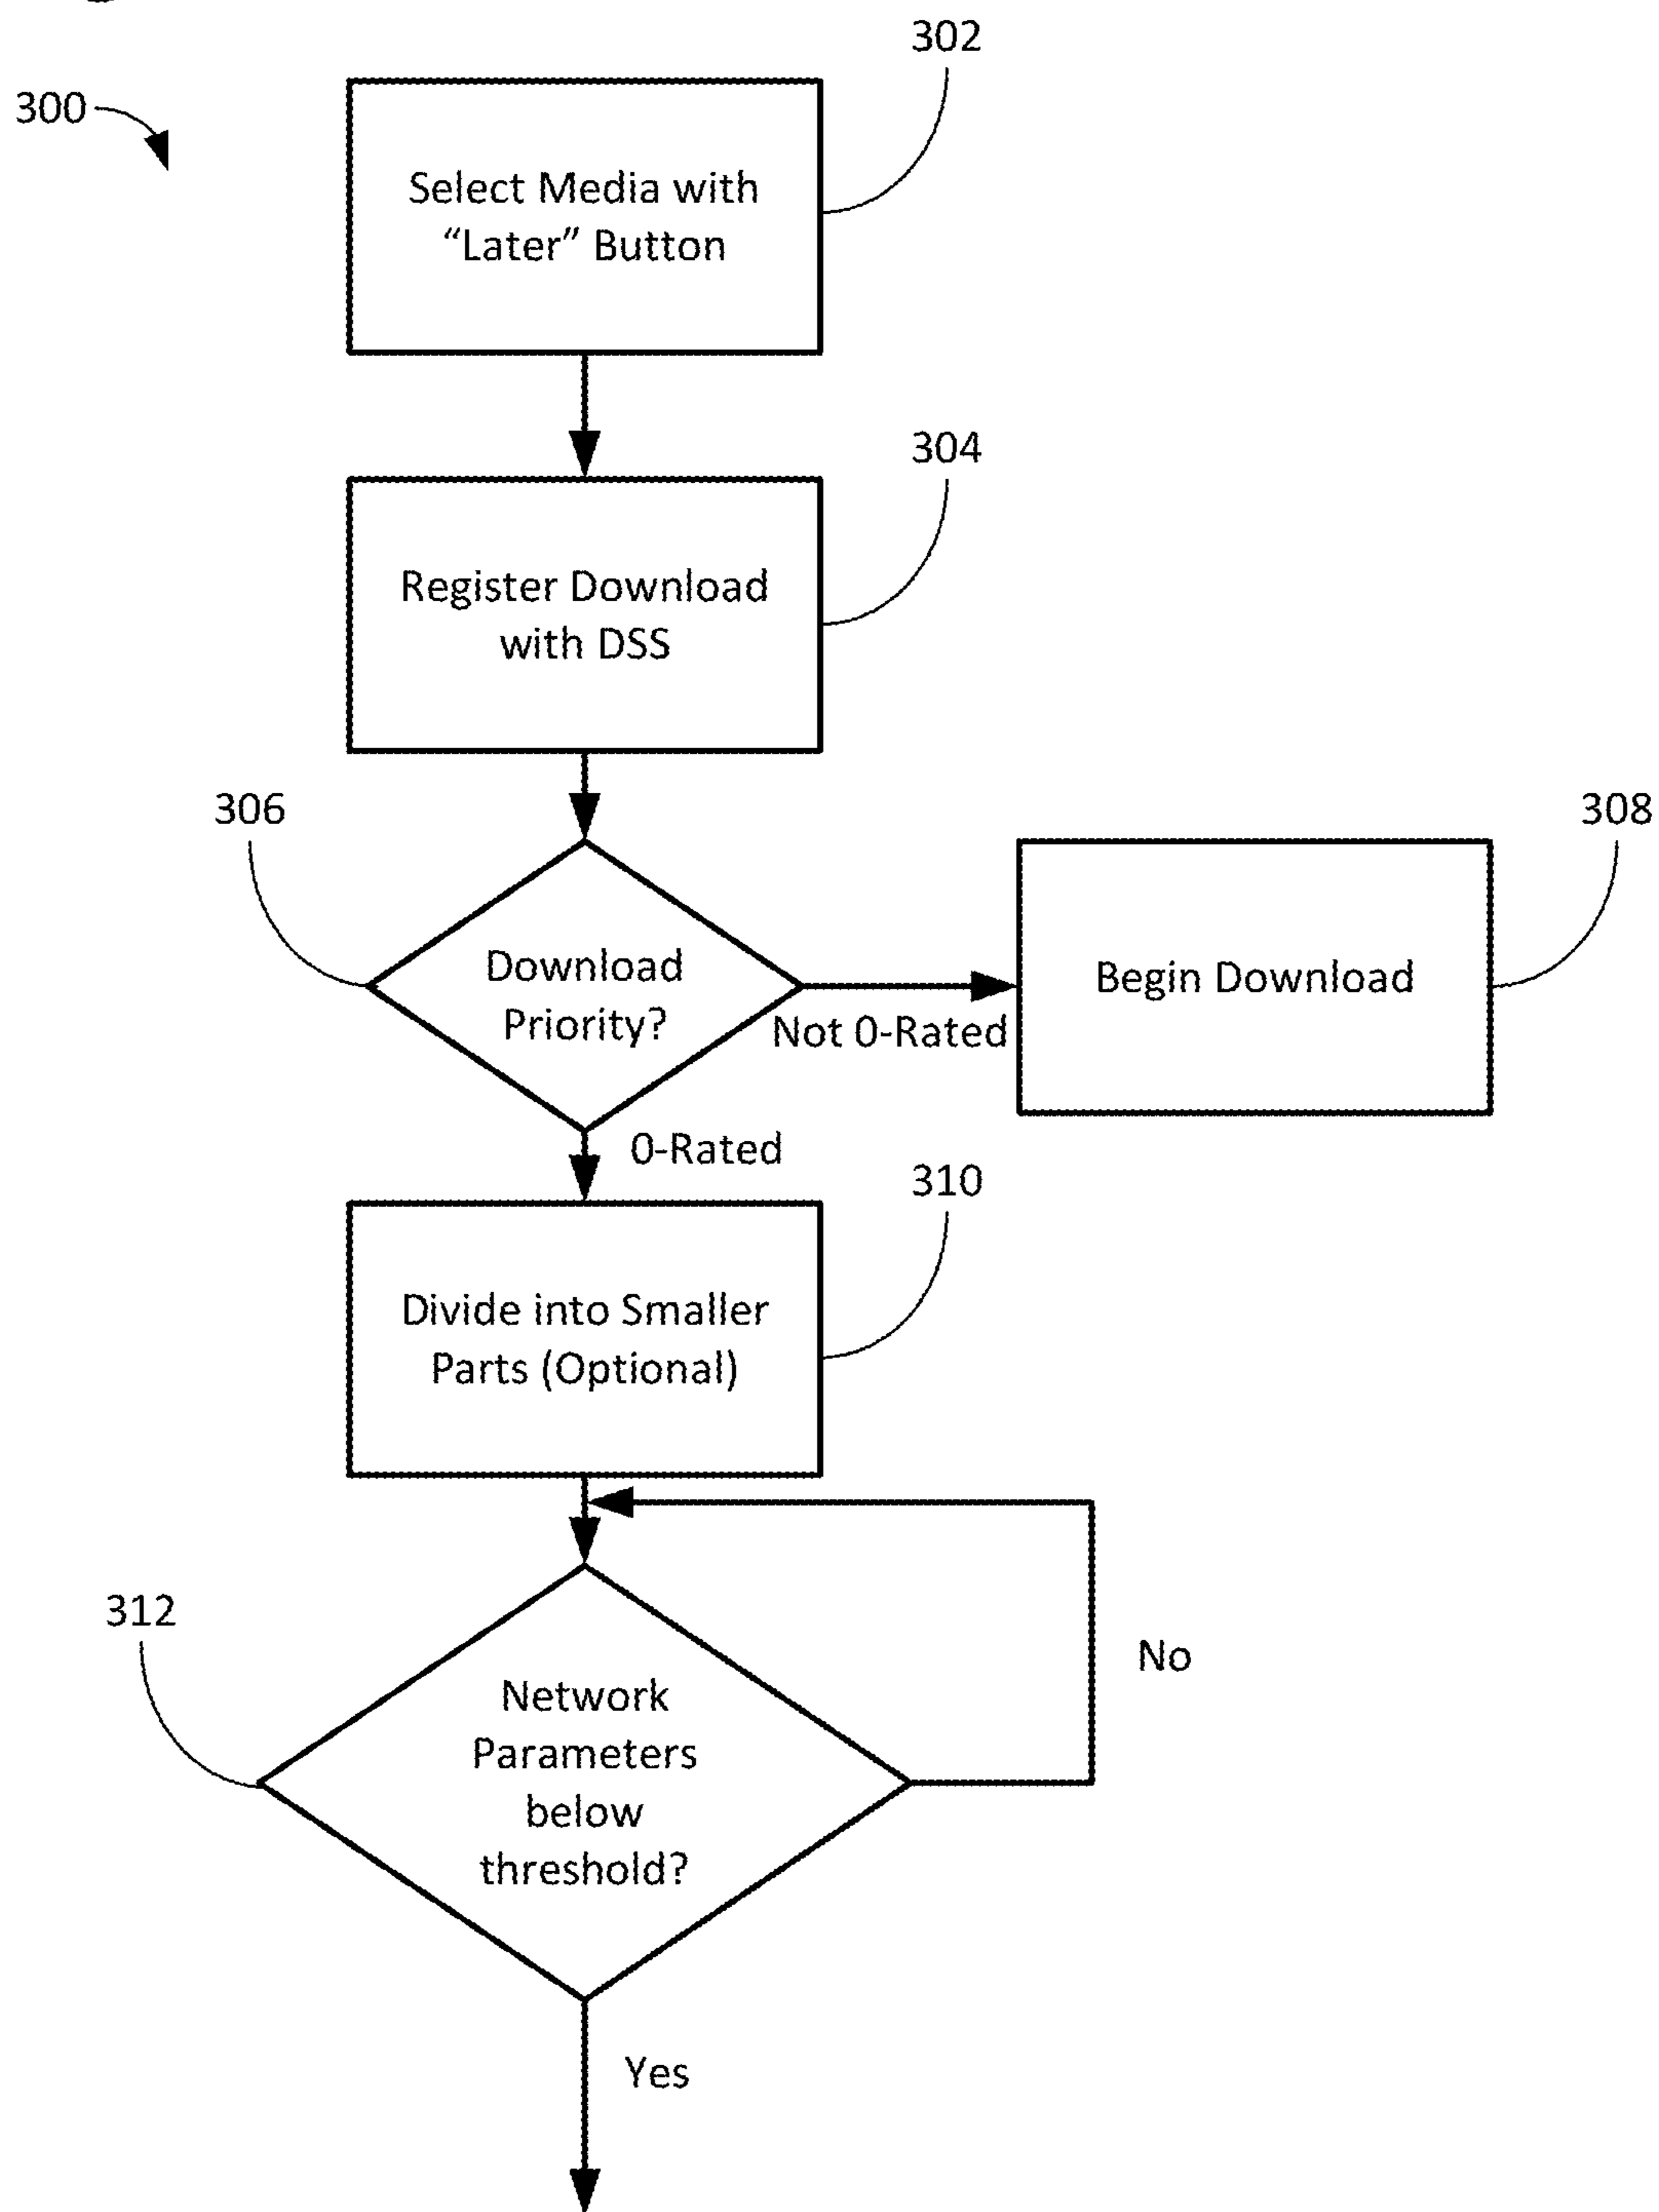 302
300
Select Media with
“Later” Button
304
Register Download
with DSS
306
308
Download
Priority?
Begin Download
Not 0-Rated
0-Rated
310
Divide into Smaller
Parts (Optional)
312
No
Network
Parameters
below
threshold?
Yes